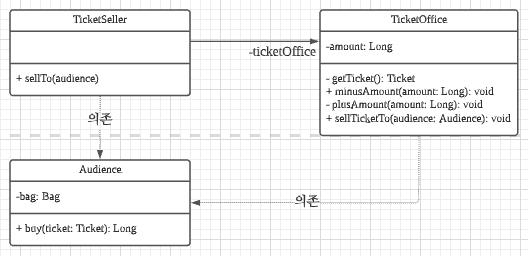 TicketSeller
+ sellTo(audience)
-ticketOffice
TicketOffice
-amount: Long
- getTicket(): Ticket
+ minusAmount(amount: Long): void
- plusAmount(amount: Long): void
+ sellTicketTo(audience: Audience): void
의존
Audience
-bag: Bag
+ buy(ticket: Ticket): Long
의존